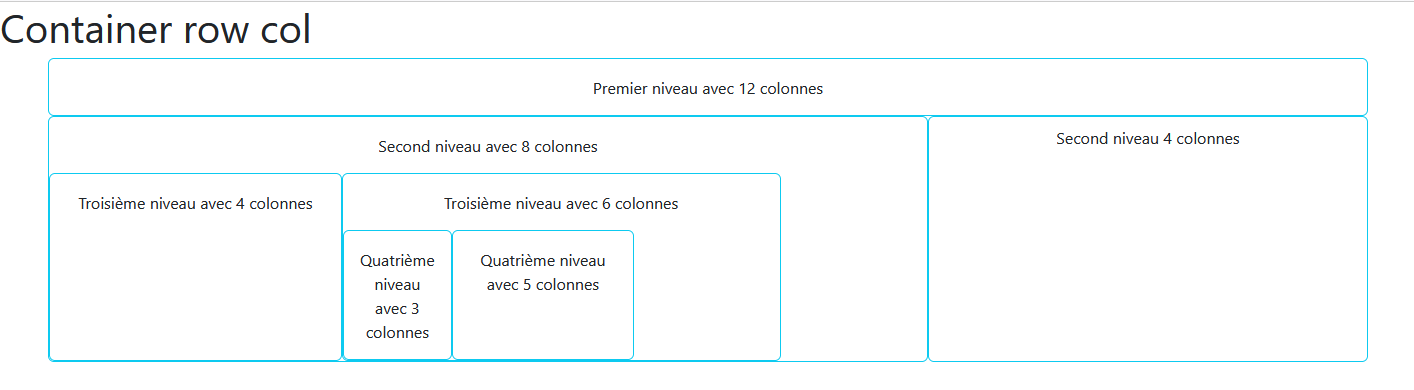 Container row col
Premier niveau avec 12 colonnes
Second niveau avec 8 colonnes
Second niveau 4 colonnes
Troisième niveau avec 4 colonnes
Troisième niveau avec 6 colonnes
Quatrième
niveau
avec 3
colonnes
Quatrième niveau
avec 5 colonnes